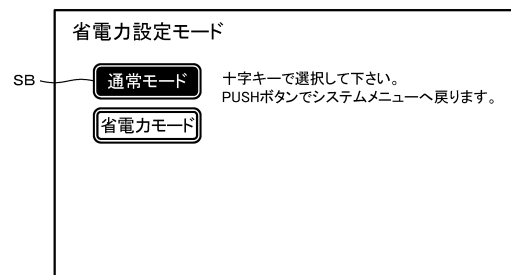 省電力設定モード
SB
通常モード
十字キーで選択して下さい。
PUSHボタンでシステムメニューへ戻ります。
省電力モード